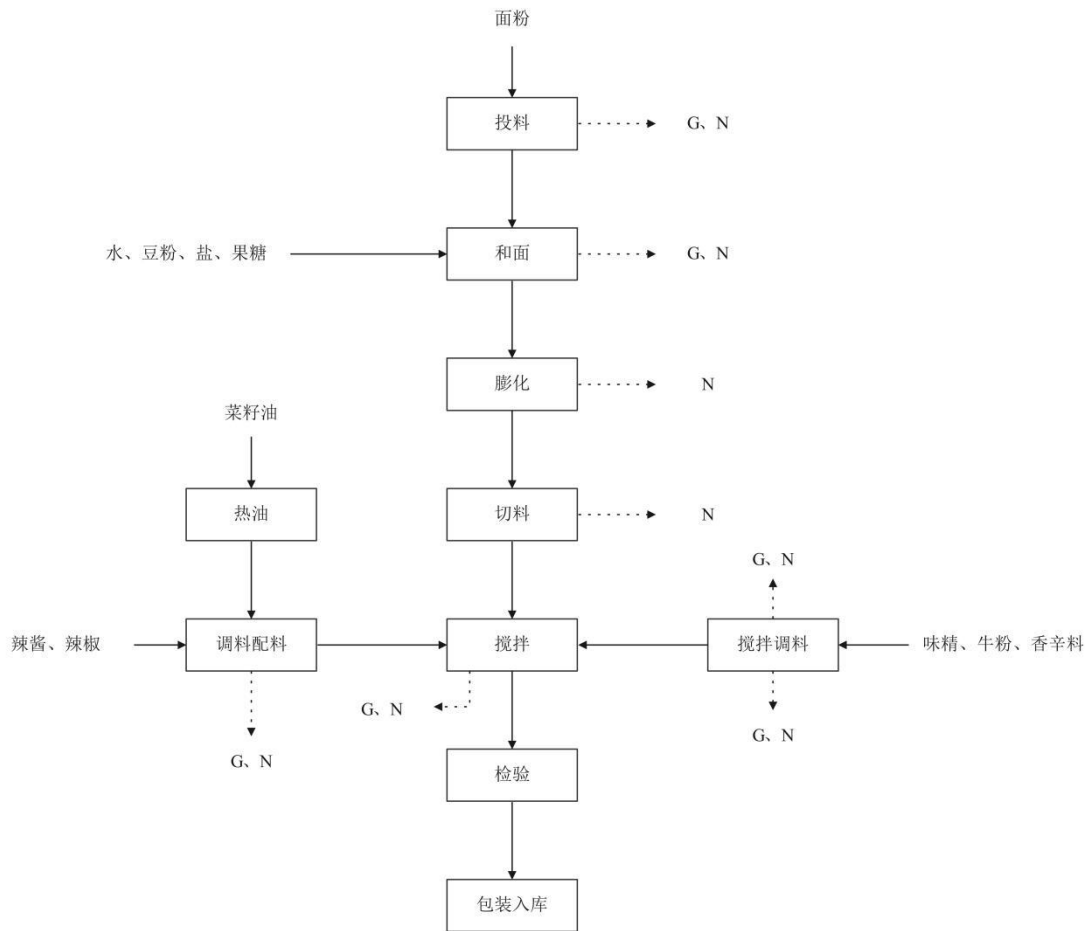 面粉
投料
G、N
水、豆粉、盐、果糖
和面
G、N
膨化
N
菜籽油
热油
切料
N
G、N
辣酱、辣椒
调料配料
搅拌
搅拌调料
味精、牛粉、香辛料
G、N
G、N
G、N
检验
包装入库